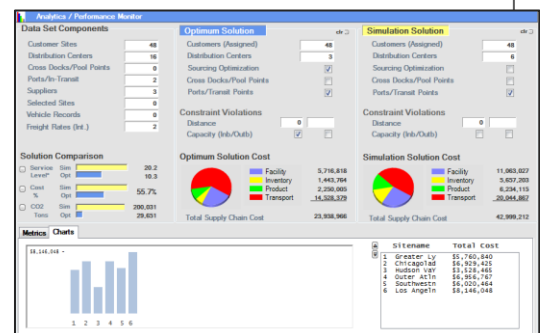 Analytics / Performance Monitor
Data Set Components
Customer Sites 48
Distribution Centers 16
Cross Docks/Pool Points 0
Ports/In-Transit 2
Suppliers 3
Selected Sites 0
Vehicle Records 0
Freight Rates (Int.) 2
Solution Comparison
Service Level* Sim 20.2
Opt 10.3
Cost % Sim
Opt 55.7%
CO2 Tons Sim 200,031
Opt 29,651
Optimum Solution clr
Customers (Assigned) 48
Distribution Centers 3
Sourcing Optimization
Cross Docks/Pool Points
Ports/Transit Points
Constraint Violations
Distance 0
Capacity (Inb/Outb)
Optimum Solution Cost
Facility 5,716,818
Inventory 1,443,764
Product 2,250,005
Transport 14,528,379
Total Supply Chain Cost 23,938,966
Simulation Solution clr
Customers (Assigned) 48
Distribution Centers 6
Sourcing Optimization
Cross Docks/Pool Points
Ports/Transit Points
Constraint Violations
Distance 0
Capacity (Inb/Outb)
Simulation Solution Cost
Facility 11,063,027
Inventory 5,657,203
Product 6,234,115
Transport 20,044,867
Total Supply Chain Cost 42,999,212
Metrics Charts
$8,146,048 -
1 2 3 4 5 6
Sitename Total Cost
1 Greater Ly $5,760,840
2 Chicagolad $6,929,425
3 Hudson VaY $3,528,465
4 Outer Atln $6,956,767
5 Southwestn $6,020,464
6 Los Angeln $8,146,048